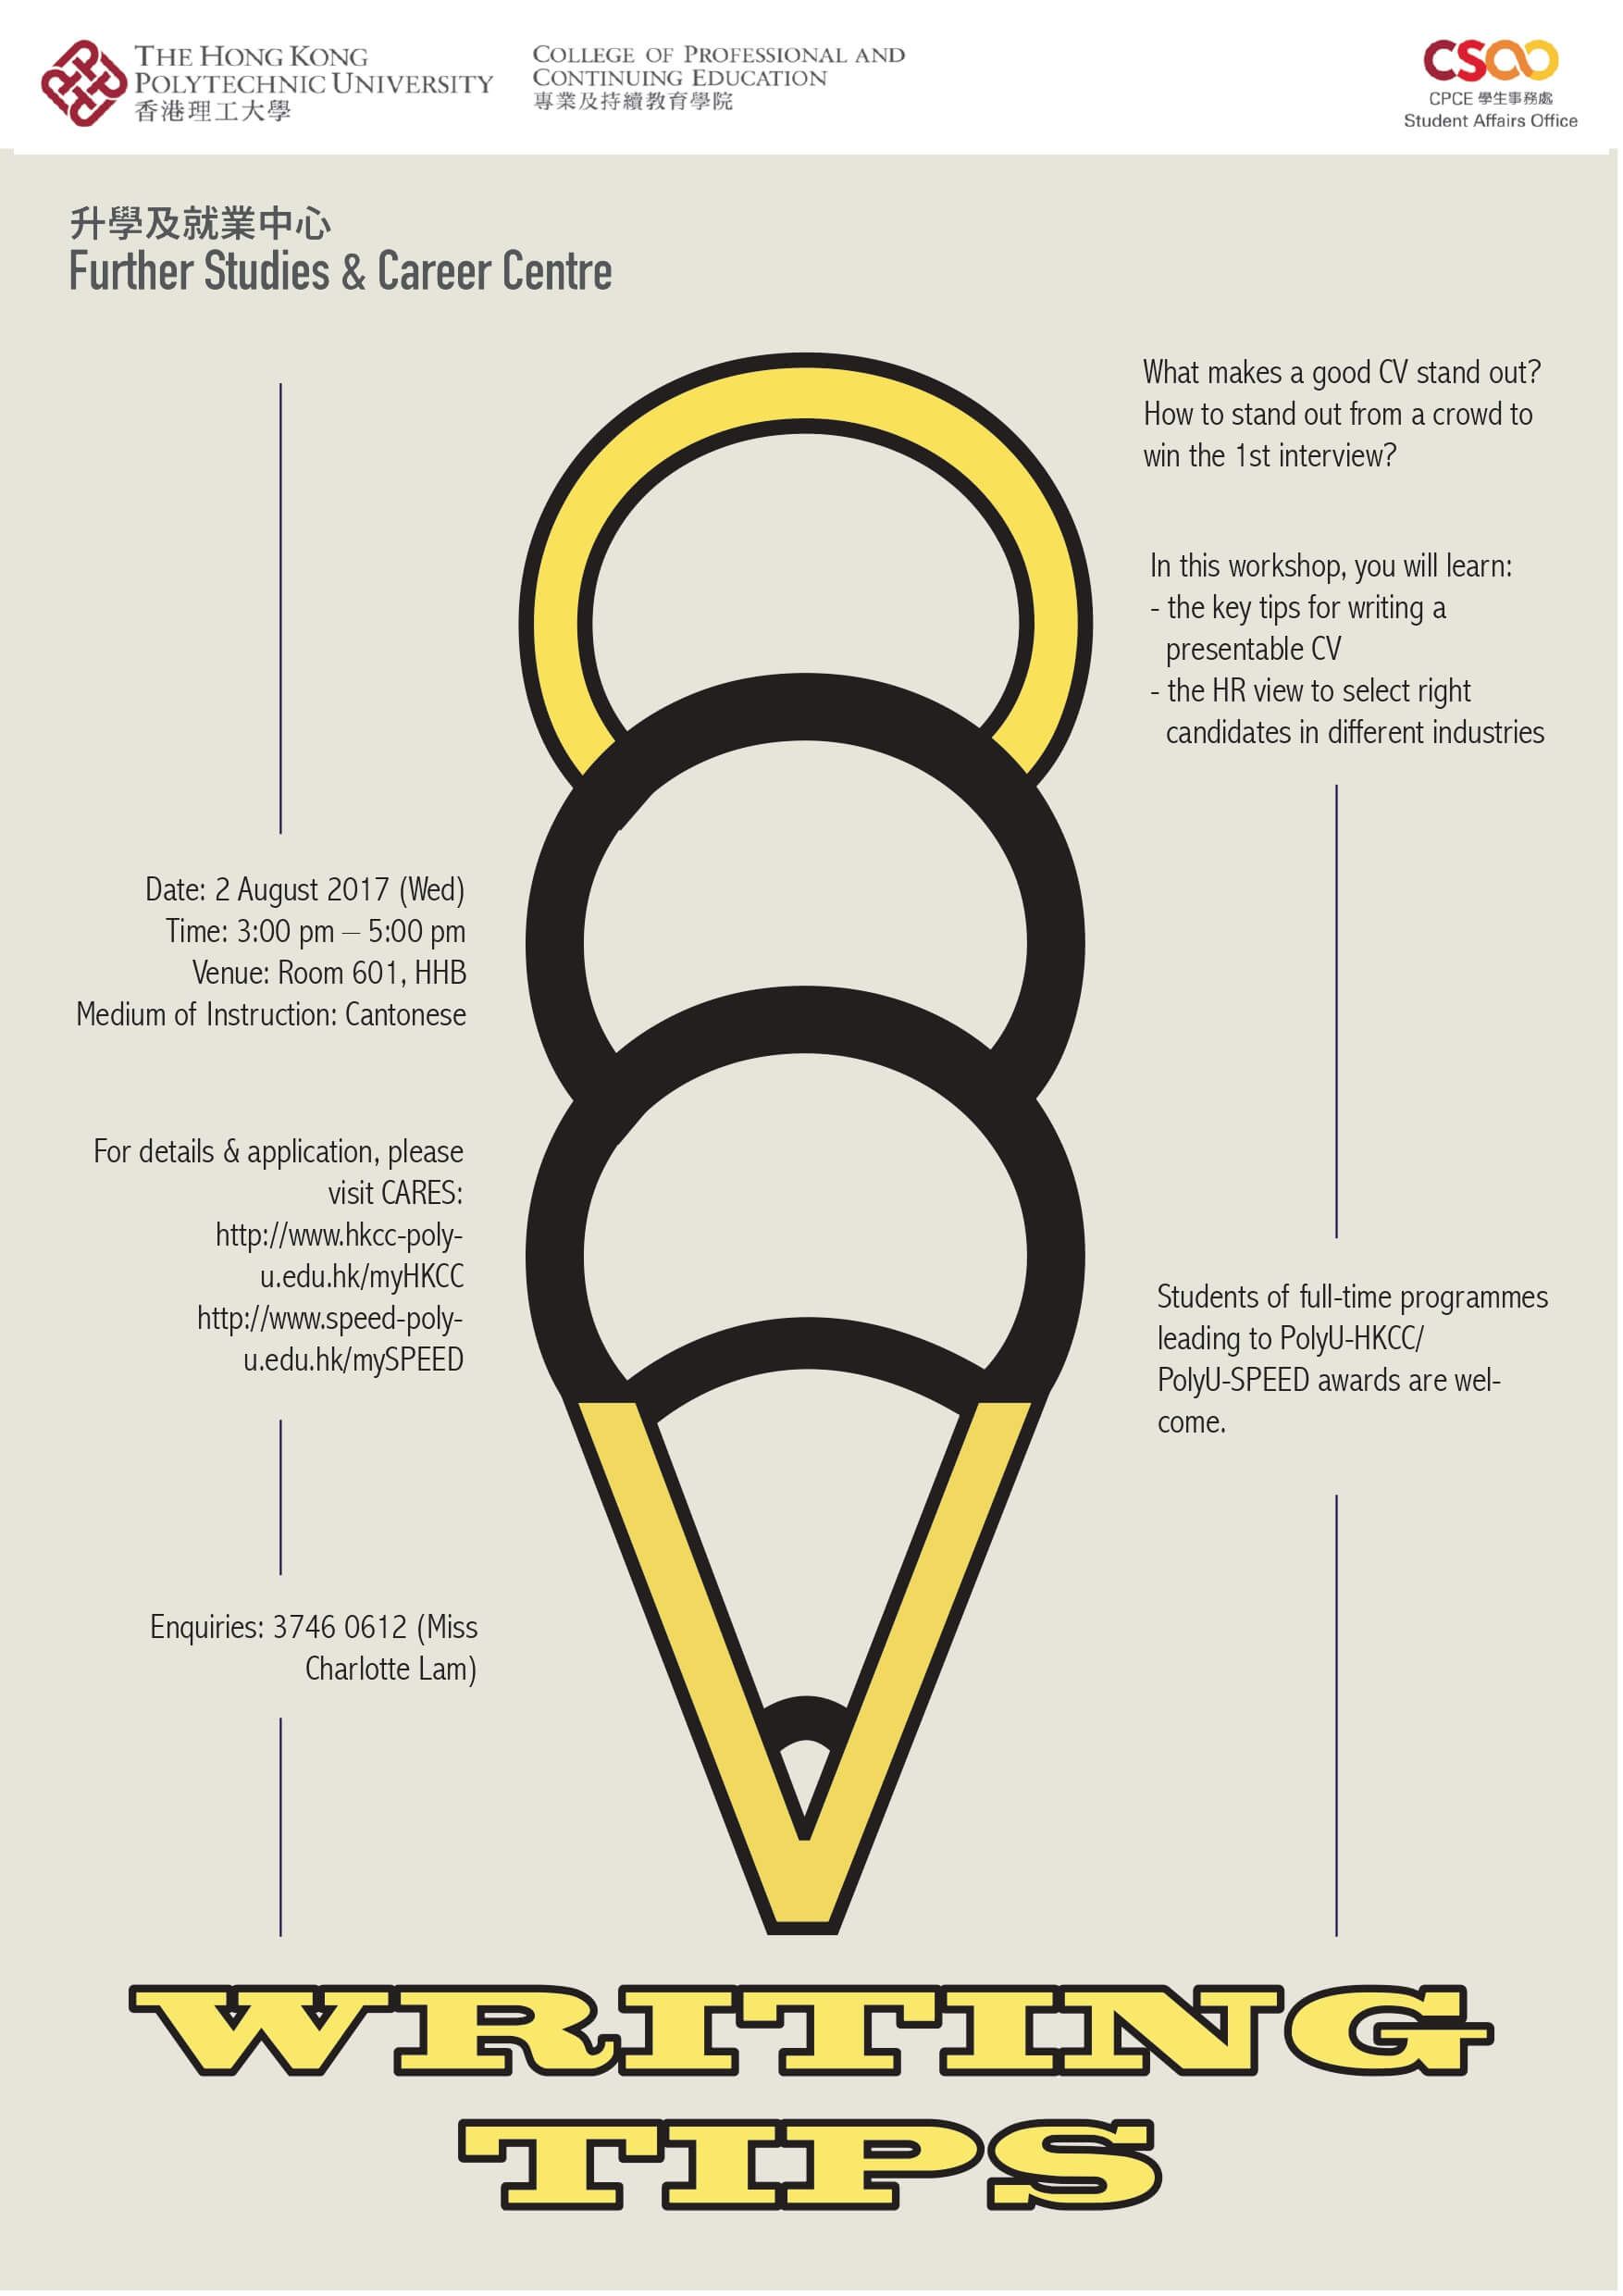 THE HONG KONG
POLYTECHNIC UNIVERSITY
香港理工大學
COLLEGE OF PROFESSIONAL AND
CONTINUING EDUCATION
專業及持續教育學院
CSAO
CPCE 學生事務處
Student Affairs Office
升學及就業中心
Further Studies & Career Centre
What makes a good CV stand out?
How to stand out from a crowd to
win the 1st interview?
In this workshop, you will learn:
- the key tips for writing a
presentable CV
- the HR view to select right
candidates in different industries
Date: 2 August 2017 (Wed)
Time: 3:00 pm – 5:00 pm
Venue: Room 601, HHB
Medium of Instruction: Cantonese
For details & application, please
visit CARES:
http://www.hkcc-poly-
u.edu.hk/myHKCC
http://www.speed-poly-
u.edu.hk/mySPEED
Students of full-time programmes
leading to PolyU-HKCC/
PolyU-SPEED awards are wel-
come.
Enquiries: 3746 0612 (Miss
Charlotte Lam)
WRITING
TIPS